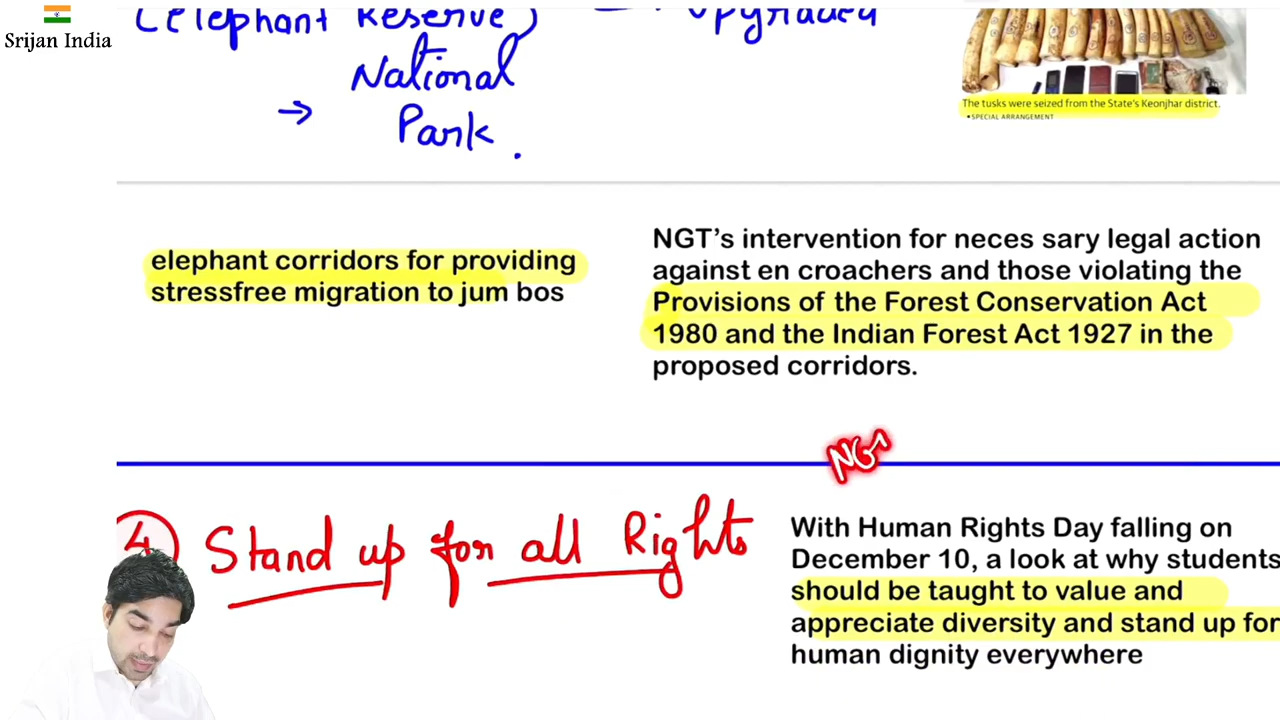 Srijan India
(Elephant Reserve)
Upgraded
National
→ Park.
The tusks were seized from the State's Keonjhar district.
•SPECIAL ARRANGEMENT
elephant corridors for providing
stressfree migration to jum bos
NGT's intervention for neces sary legal action
against en croachers and those violating the
Provisions of the Forest Conservation Act
1980 and the Indian Forest Act 1927 in the
proposed corridors.
NG
4 Stand up for all Rights
With Human Rights Day falling on
December 10, a look at why students
should be taught to value and
appreciate diversity and stand up for
human dignity everywhere